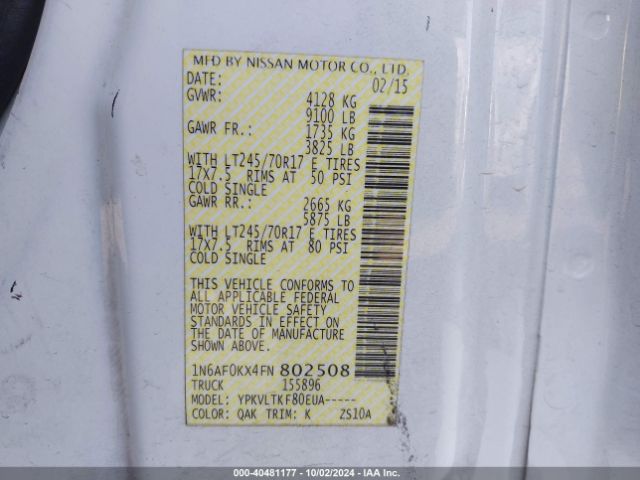 MFD BY NISSAN MOTOR CO., LTD.
DATE: 02/15
GVWR: 4128 KG
9100 LB
GAWR FR.: 1735 KG
3825 LB
WITH LT245/70R17 E TIRES
17X7.5 RIMS AT 50 PSI
COLD SINGLE
GAWR RR.: 2665 KG
5875 LB
WITH LT245/70R17 E TIRES
17X7.5 RIMS AT 80 PSI
COLD SINGLE
THIS VEHICLE CONFORMS TO
ALL APPLICABLE FEDERAL
MOTOR VEHICLE SAFETY
STANDARDS IN EFFECT ON
THE DATE OF MANUFACTURE
SHOWN ABOVE.
1N6AF0KX4FN 802508
TRUCK 155896
MODEL: YPKVLTKF80EUA-----
COLOR: QAK TRIM: K ZS10A
000-40481177 - 10/02/2024 - IAA Inc.